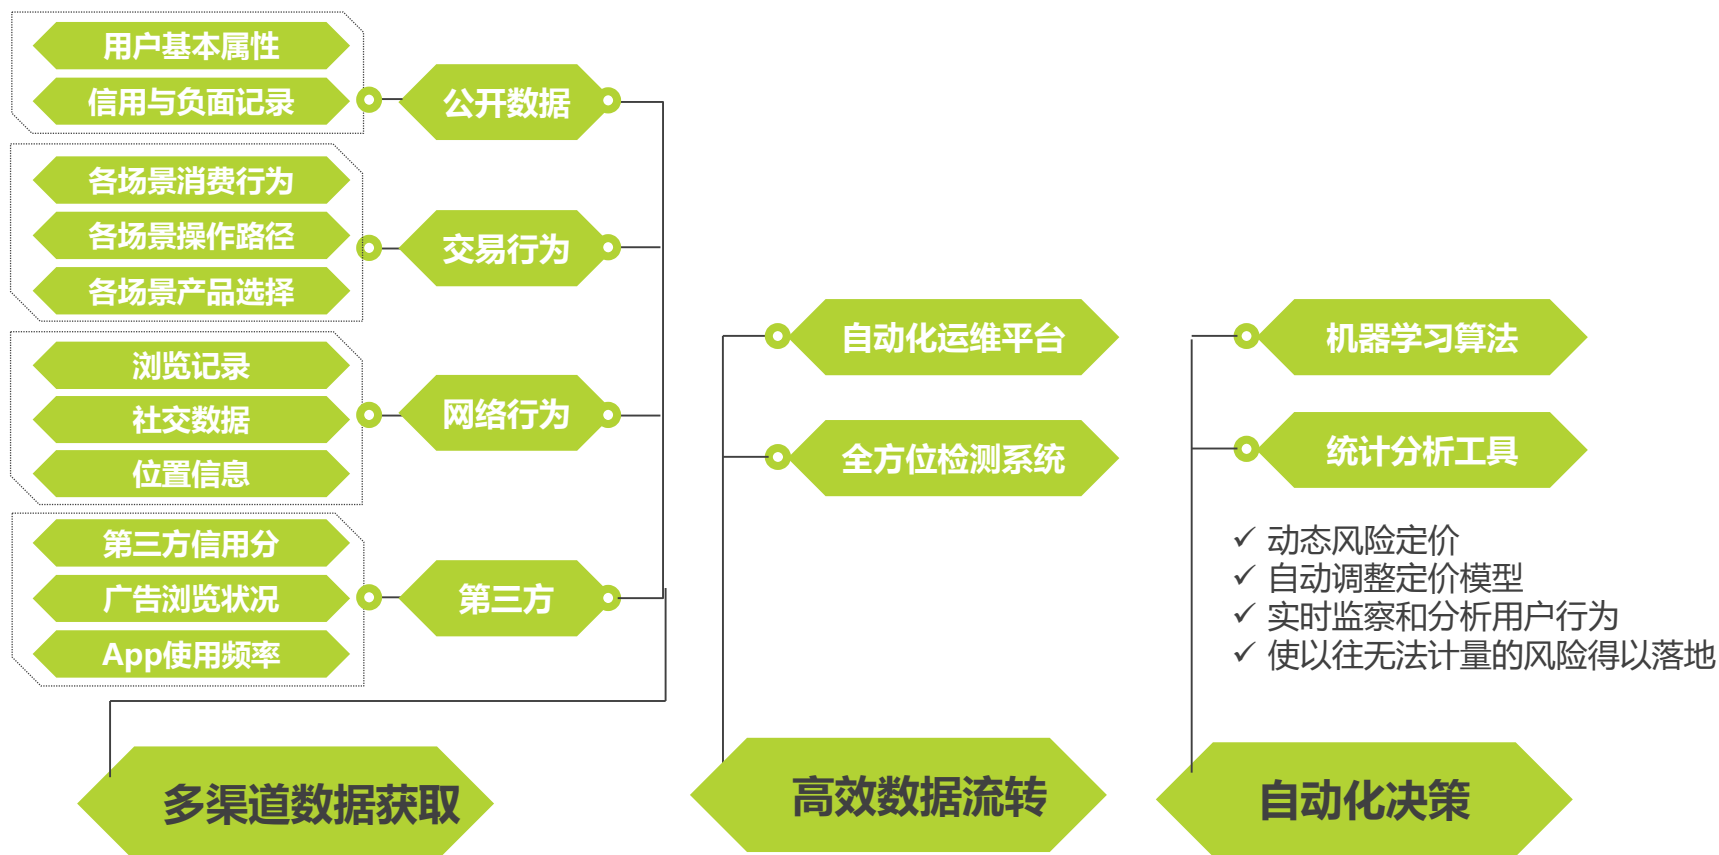 用户基本属性
信用与负面记录
公开数据
各场景消费行为
各场景操作路径
各场景产品选择
交易行为
浏览记录
社交数据
位置信息
网络行为
第三方信用分
广告浏览状况
App使用频率
第三方
多渠道数据获取
自动化运维平台
全方位检测系统
高效数据流转
机器学习算法
统计分析工具
✓ 动态风险定价
✓ 自动调整定价模型
✓ 实时监察和分析用户行为
✓ 使以往无法计量的风险得以落地
自动化决策